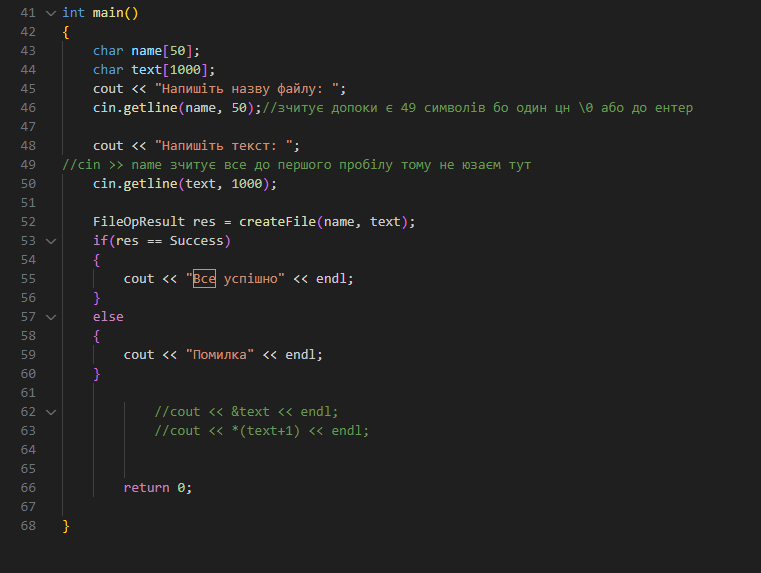 41 int main()
42 {
43 char name[50];
44 char text[1000];
45 cout << "Напишіть назву файлу: ";
46 cin.getline(name, 50);//зчитує допоки є 49 символів бо один цн \0 або до ентер
47
48 cout << "Напишіть текст: ";
49 //cin >> name зчитує все до першого пробілу тому не юзаєм тут
50 cin.getline(text, 1000);
51
52 FileOpResult res = createFile(name, text);
53 if(res == Success)
54 {
55 cout << "Все успішно" << endl;
56 }
57 else
58 {
59 cout << "Помилка" << endl;
60 }
61
62 //cout << &text << endl;
63 //cout << *(text+1) << endl;
64
65
66 return 0;
67
68 }